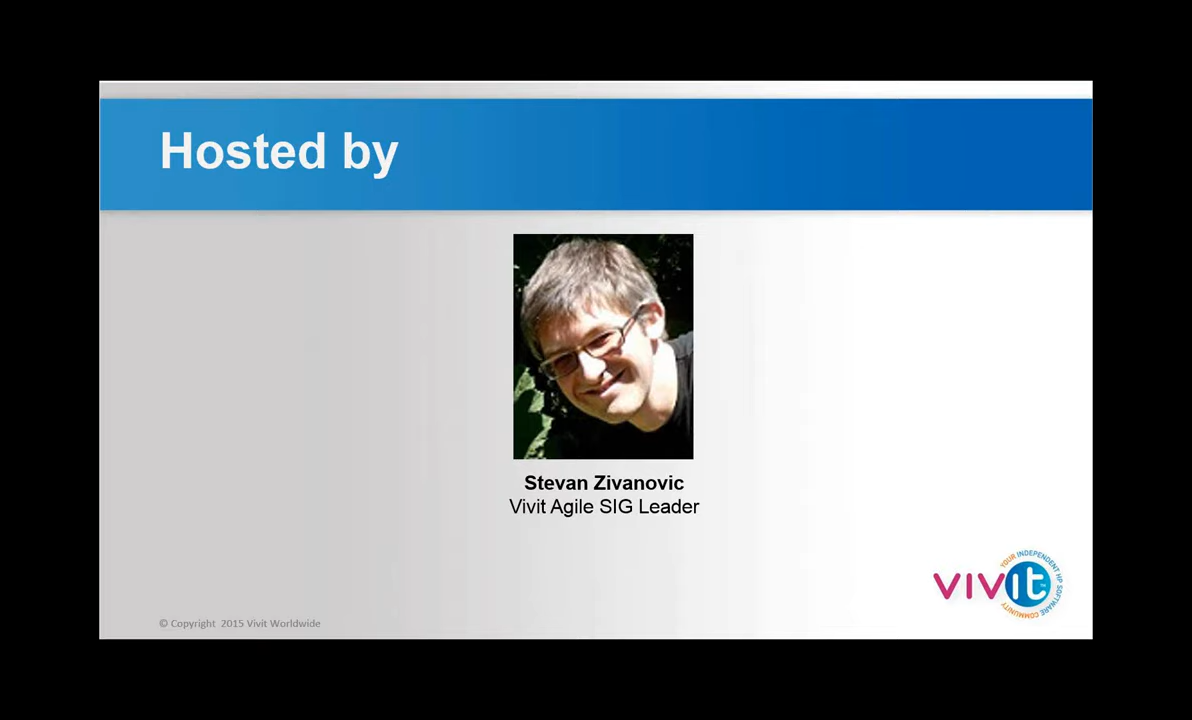 Hosted by
Stevan Zivanovic
Vivit Agile SIG Leader
YOUR INDEPENDENT HP SOFTWARE COMMUNITY
vivit
© Copyright 2015 Vivit Worldwide